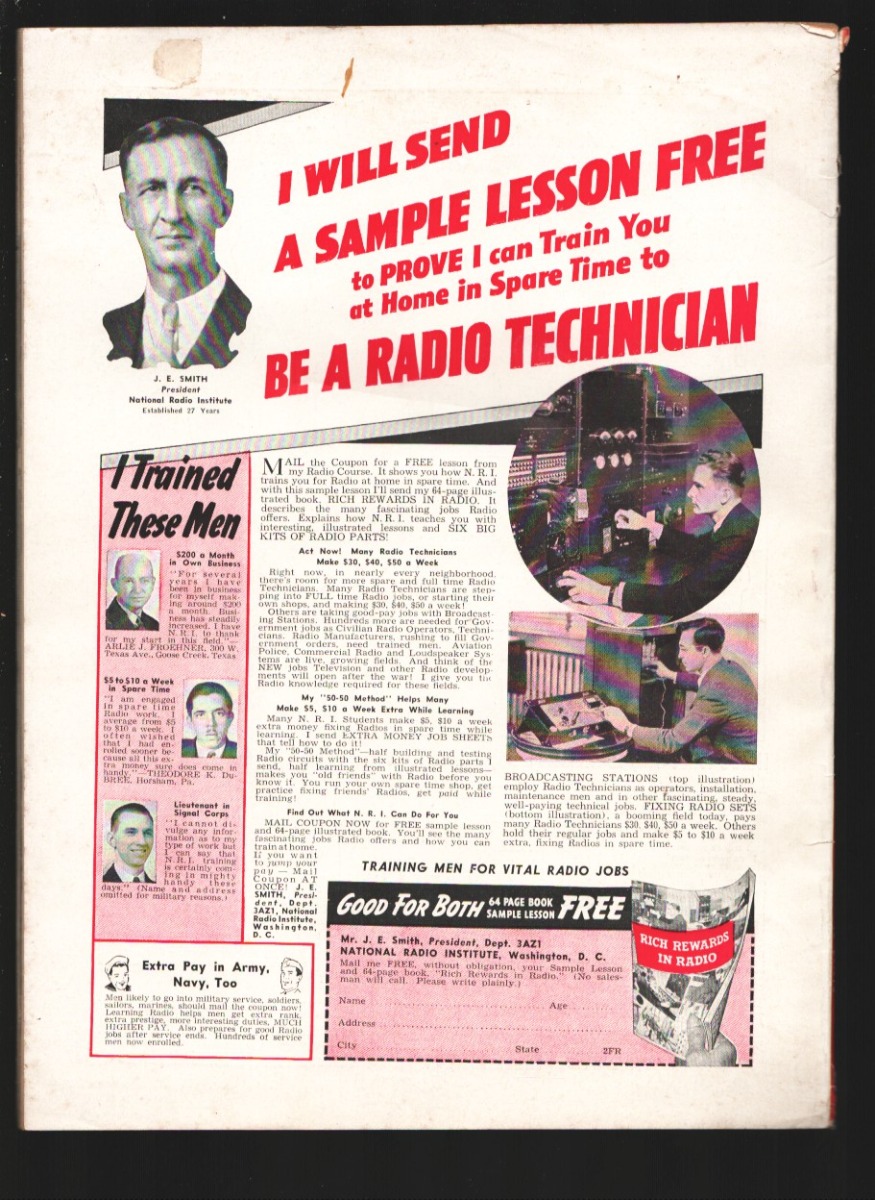 I WILL SEND
A SAMPLE LESSON FREE
to PROVE I can Train You
at Home in Spare Time to
BE A RADIO TECHNICIAN
J. E. SMITH
President
National Radio Institute
Established 27 Years
I Trained
These Men
$200 a Month
in Own Business
"For several
years I have
been in business
for myself mak-
ing around $200
a month. Busi-
ness has steadily
increased. I have
N.R.I. to thank
for my start in this field."—
ARLIE J. FROEHNER, 300 W.
Texas Ave., Goose Creek, Texas
$5 to $10 a Week
in Spare Time
"I am engaged
in spare time
Radio work. I
average from $5
to $10 a week. I
often wished
that I had en-
rolled sooner be-
cause all this ex-
tra money sure does come in
handy."—THEODORE K. Du-
BREE, Horsham, Pa.
Lieutenant in
Signal Corps
"I cannot di-
vulge any infor-
mation as to my
type of work but
I can say that
N.R.I. training
is certainly com-
ing in mighty
handy these
days." (Name and address
omitted for military reasons.)
Extra Pay in Army,
Navy, Too
Men likely to go into military service, soldiers,
sailors, marines, should mail the coupon now!
Learning Radio helps men get extra rank,
extra prestige, more interesting duties, MUCH
HIGHER PAY. Also prepares for good Radio
jobs after service ends. Hundreds of service
men now enrolled.
MAIL the Coupon for a FREE lesson from
my Radio Course. It shows you how N. R. I.
trains you for Radio at home in spare time. And
with this sample lesson I'll send my 64-page illus-
trated book, RICH REWARDS IN RADIO. It
describes the many fascinating jobs Radio
offers. Explains how N. R. I. teaches you with
interesting, illustrated lessons and SIX BIG
KITS OF RADIO PARTS!
Act Now! Many Radio Technicians
Make $30, $40, $50 a Week
Right now, in nearly every neighborhood,
there's room for more spare and full time Radio
Technicians. Many Radio Technicians are step-
ping into FULL time Radio jobs, or starting their
own shops, and making $30, $40, $50 a week!
Others are taking good-pay jobs with Broadcast-
ing Stations. Hundreds more are needed for Gov-
ernment jobs as Civilian Radio Operators, Techni-
cians. Radio Manufacturers, rushing to fill Gov-
ernment orders, need trained men. Aviation
Police, Commercial Radio and Loudspeaker Sys-
tems are live, growing fields. And think of the
NEW jobs Television and other Radio develop-
ments will open after the war! I give you the
Radio knowledge required for these fields.
My "50-50 Method" Helps Many
Make $5, $10 a Week Extra While Learning
Many N. R. I. Students make $5, $10 a week
extra money fixing Radios in spare time while
learning. I send EXTRA MONEY JOB SHEETS
that tell how to do it!
My "50-50 Method"—half building and testing
Radio circuits with the six kits of Radio parts I
send, half learning from illustrated lessons—
makes you "old friends" with Radio before you
know it. You run your own spare time shop, get
practice fixing friends' Radios, get paid while
training!
Find Out What N. R. I. Can Do For You
MAIL COUPON NOW for FREE sample lesson
and 64-page illustrated book. You'll see the many
fascinating jobs Radio offers and how you can
train at home.
If you want
to jump your
pay — Mail
Coupon AT
ONCE! J. E.
SMITH, Presi-
dent, Dept.
3AZ1, National
Radio Institute,
Washington,
D. C.
BROADCASTING STATIONS (top illustration)
employ Radio Technicians as operators, installation,
maintenance men and in other fascinating, steady,
well-paying technical jobs. FIXING RADIO SETS
(bottom illustration), a booming field today, pays
many Radio Technicians $30, $40, $50 a week. Others
hold their regular jobs and make $5 to $10 a week
extra, fixing Radios in spare time.
TRAINING MEN FOR VITAL RADIO JOBS
GOOD FOR BOTH 64 PAGE BOOK SAMPLE LESSON FREE
Mr. J. E. Smith, President, Dept. 3AZ1
NATIONAL RADIO INSTITUTE, Washington, D. C.
Mail me FREE, without obligation, your Sample Lesson
and 64-page book, "Rich Rewards in Radio." (No sales-
man will call. Please write plainly.)
Name Age
Address
City State 2FR
RICH REWARDS
IN RADIO